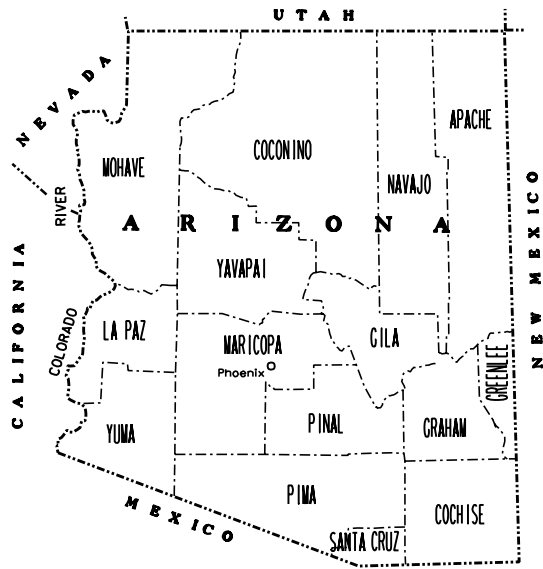 UTAH
NEVADA
APACHE
COCONINO
MOHAVE
NAVAJO
RIVER
ARIZONA
NEW MEXICO
YAVAPAI
CALIFORNIA
COLORADO
LA PAZ
MARICOPA
GILA
Phoenix
GREENLEE
PINAL
GRAHAM
YUMA
PIMA
MEXICO
COCHISE
SANTA CRUZ